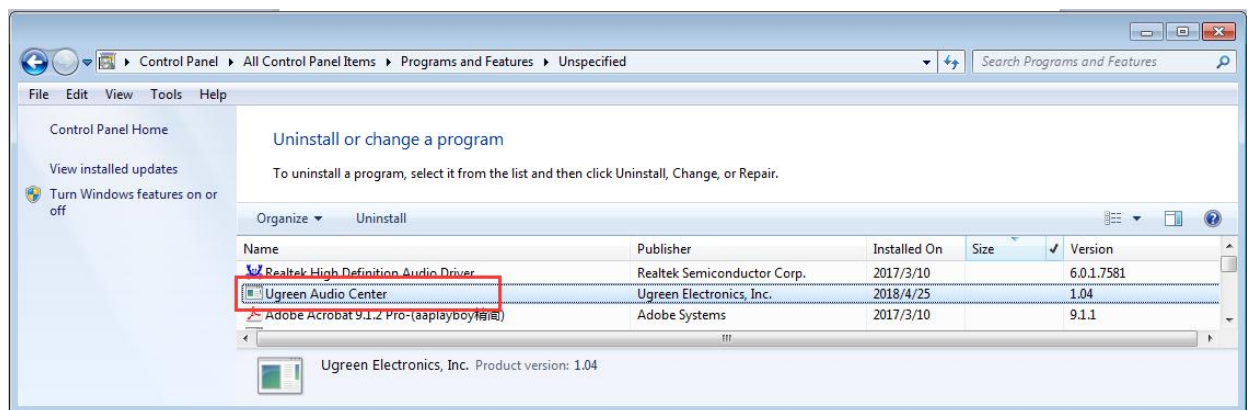 Control Panel ▸ All Control Panel Items ▸ Programs and Features ▸ Unspecified
Search Programs and Features
File Edit View Tools Help
Control Panel Home
View installed updates
Turn Windows features on or
off
Uninstall or change a program
To uninstall a program, select it from the list and then click Uninstall, Change, or Repair.
Organize Uninstall
Name Publisher Installed On Size Version
Realtek High Definition Audio Driver Realtek Semiconductor Corp. 2017/3/10 6.0.1.7581
Ugreen Audio Center Ugreen Electronics, Inc. 2018/4/25 1.04
Adobe Acrobat 9.1.2 Pro-(aaplayboy精简) Adobe Systems 2017/3/10 9.1.1
Ugreen Electronics, Inc. Product version: 1.04